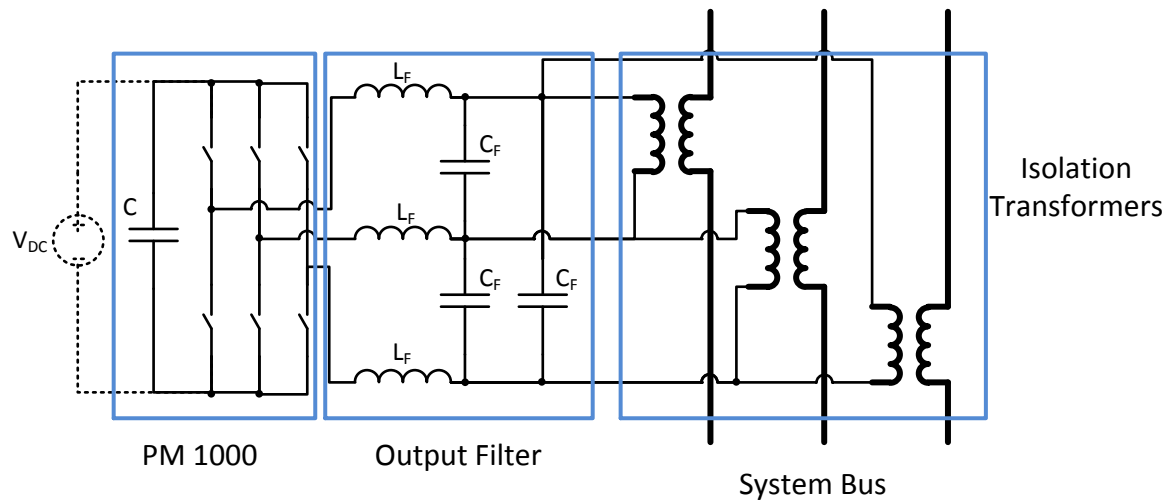 L_F
C_F
Isolation
Transformers
C
L_F
V_DC
C_F
C_F
L_F
PM 1000
Output Filter
System Bus